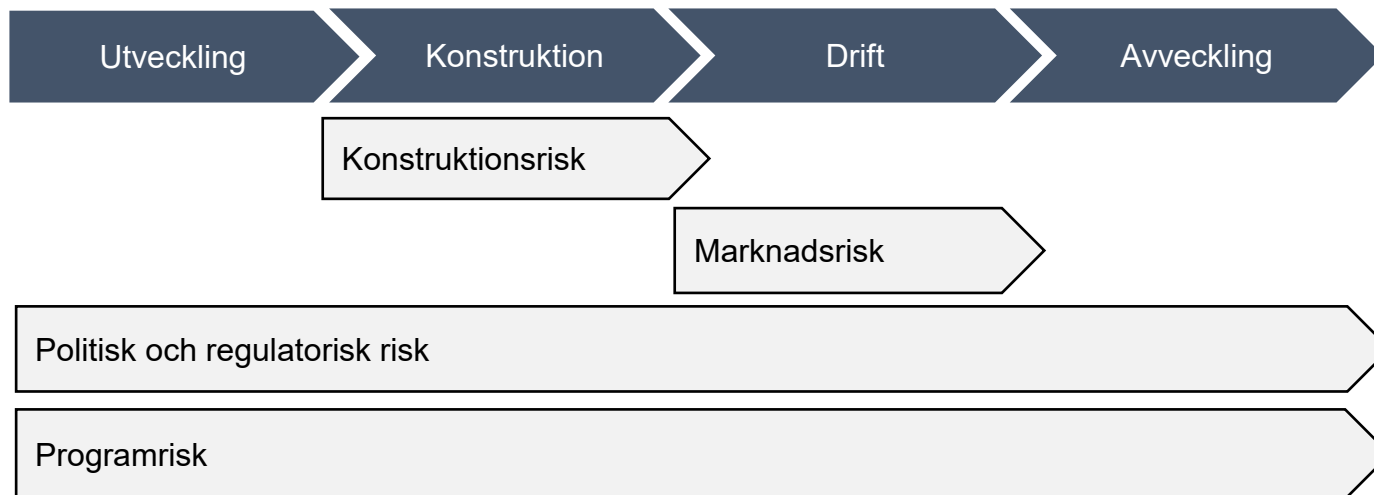 Utveckling
Konstruktion
Drift
Avveckling
Konstruktionsrisk
Marknadsrisk
Politisk och regulatorisk risk
Programrisk